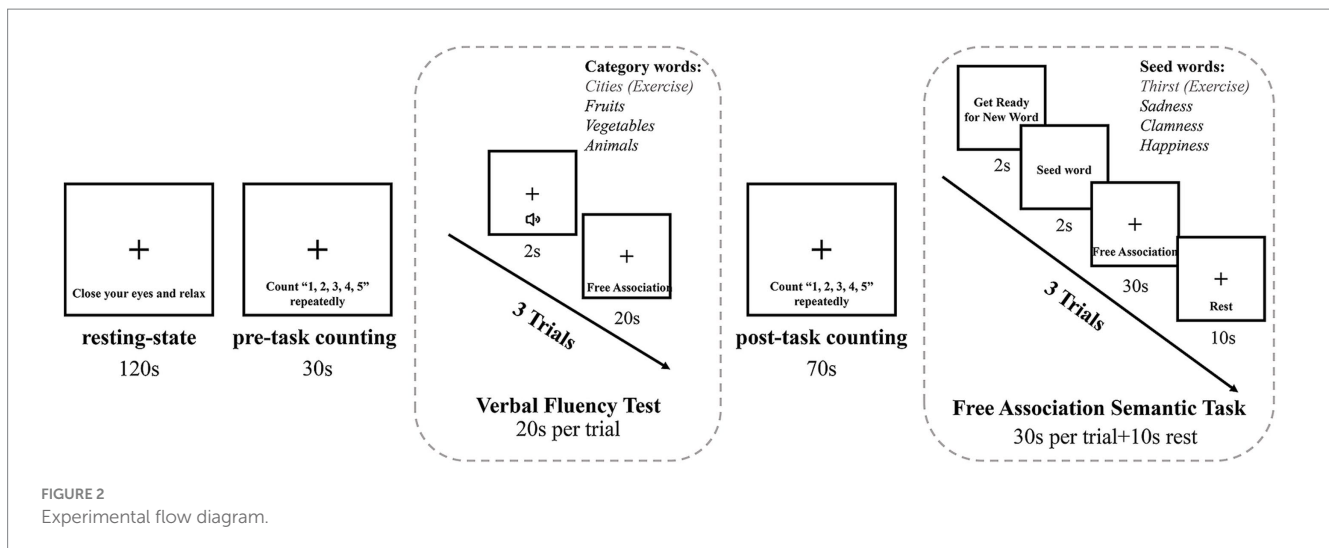 Close your eyes and relax
resting-state
120s
Count “1, 2, 3, 4, 5”
repeatedly
pre-task counting
30s
Category words:
Cities (Exercise)
Fruits
Vegetables
Animals
2s
Free Association
20s
3 Trials
Verbal Fluency Test
20s per trial
Count “1, 2, 3, 4, 5”
repeatedly
post-task counting
70s
Seed words:
Thirst (Exercise)
Sadness
Clamness
Happiness
Get Ready
for New Word
2s
Seed word
2s
Free Association
30s
Rest
10s
3 Trials
Free Association Semantic Task
30s per trial+10s rest
FIGURE 2
Experimental flow diagram.